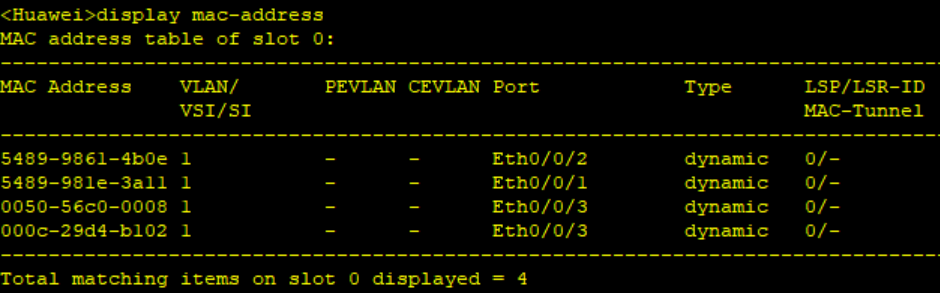 <Huawei>display mac-address
MAC address table of slot 0:
-------------------------------------------------------------------------------
MAC Address    VLAN/       PEVLAN CEVLAN Port            Type      LSP/LSR-ID
               VSI/SI                                              MAC-Tunnel
-------------------------------------------------------------------------------
5489-9861-4b0e 1           -      -      Eth0/0/2        dynamic   0/-
5489-981e-3a11 1           -      -      Eth0/0/1        dynamic   0/-
0050-56c0-0008 1           -      -      Eth0/0/3        dynamic   0/-
000c-29d4-b102 1           -      -      Eth0/0/3        dynamic   0/-
-------------------------------------------------------------------------------
Total matching items on slot 0 displayed = 4